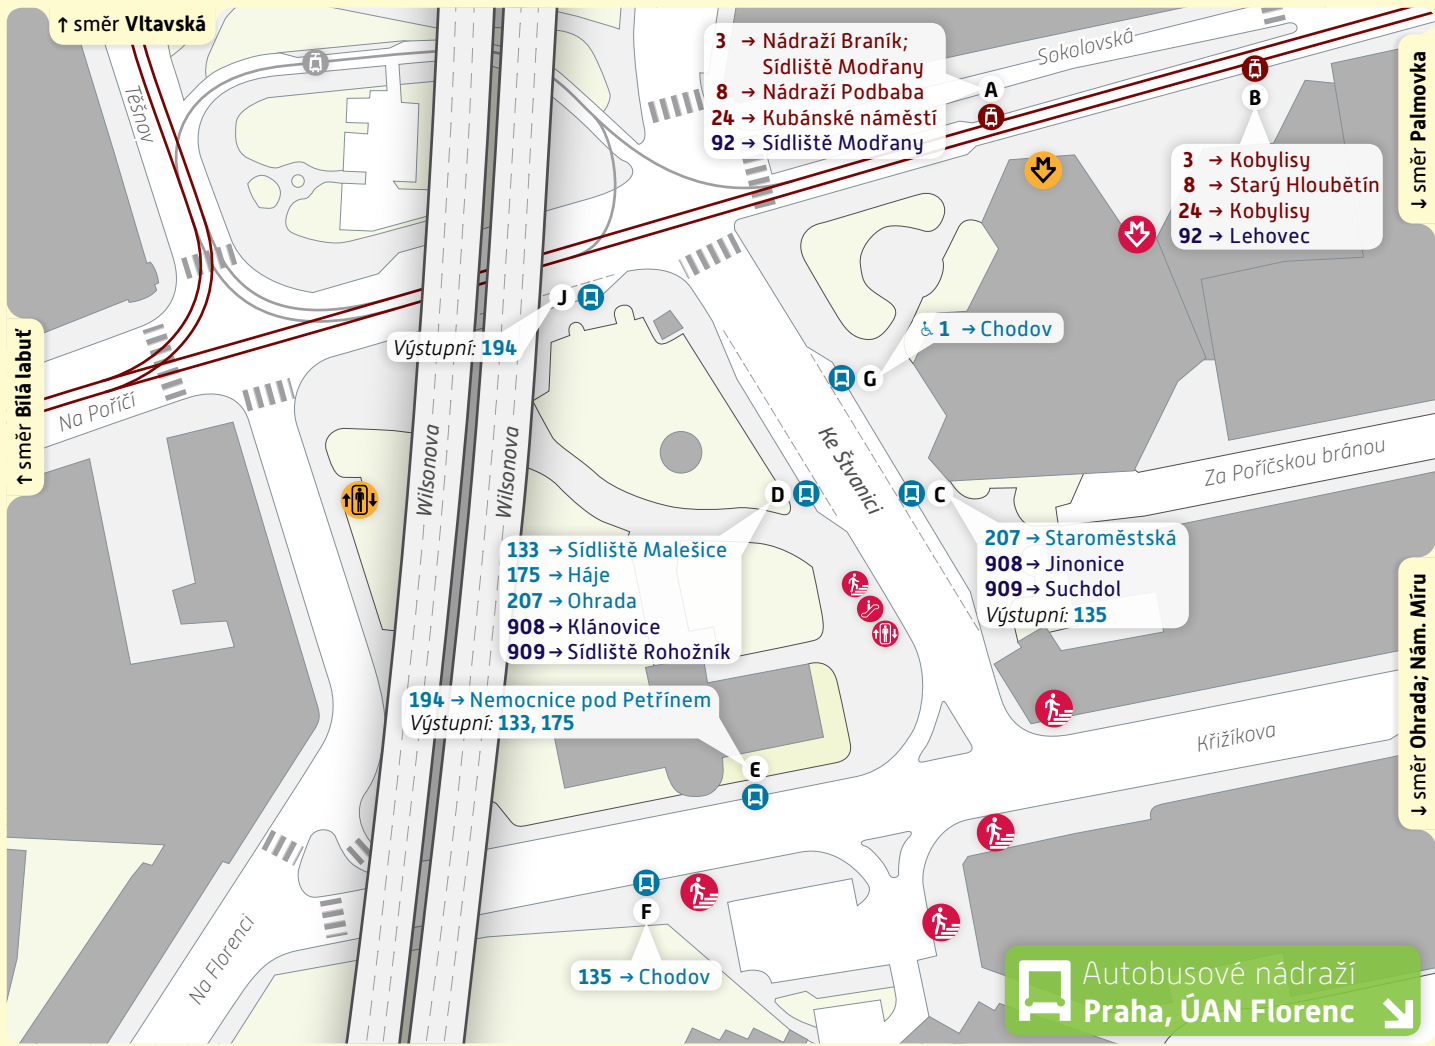 ↑ směr Vltavská
Těšnov
3 → Nádraží Braník;
Sídliště Modřany
8 → Nádraží Podbaba
24 → Kubánské náměstí
92 → Sídliště Modřany
A
Sokolovská
B
3 → Kobylisy
8 → Starý Hloubětín
24 → Kobylisy
92 → Lehovec
↓ směr Palmovka
J
Výstupní: 194
1 → Chodov
G
↑ směr Bílá labuť
Na Poříčí
Wilsonova
Wilsonova
Ke Štvanici
Za Poříčskou bránou
D
133 → Sídliště Malešice
175 → Háje
207 → Ohrada
908 → Klánovice
909 → Sídliště Rohožník
C
207 → Staroměstská
908 → Jinonice
909 → Suchdol
Výstupní: 135
194 → Nemocnice pod Petřínem
Výstupní: 133, 175
E
Křižíkova
↓ směr Ohrada; Nám. Míru
F
135 → Chodov
Na Florenci
Autobusové nádraží
Praha, ÚAN Florenc